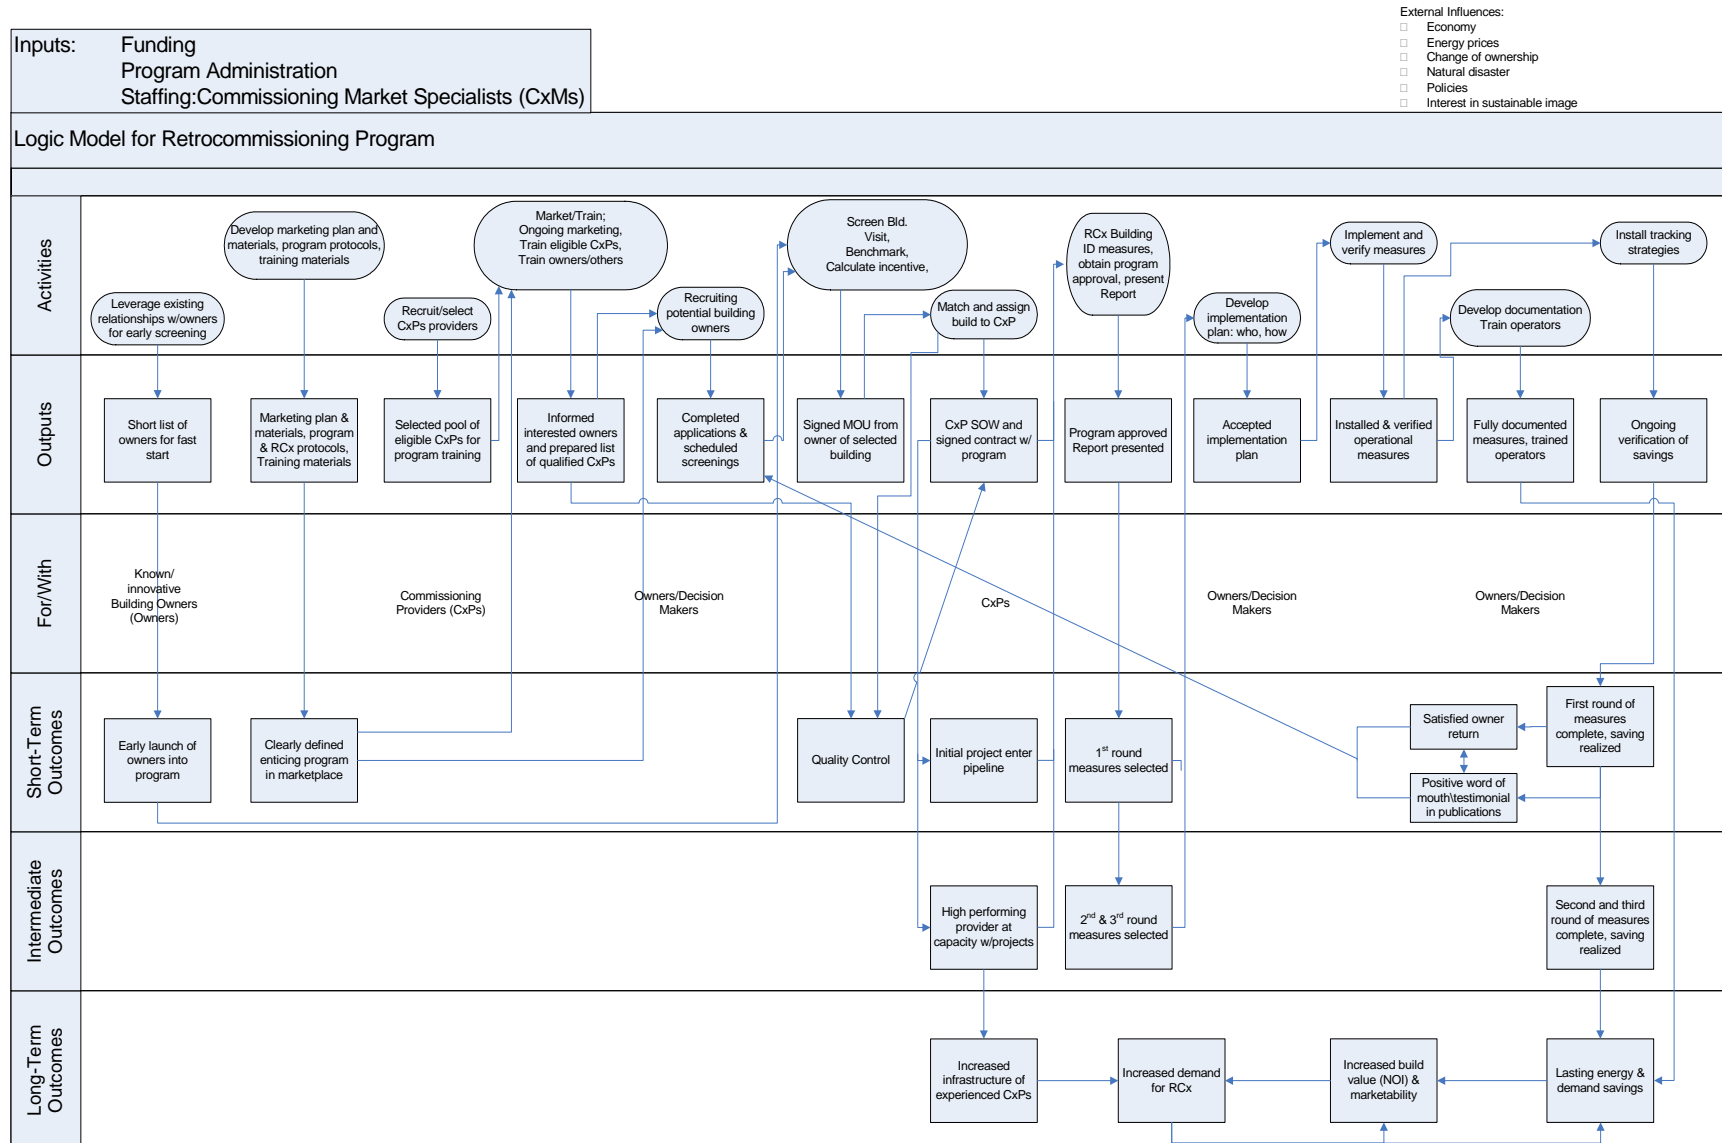 External Influences:
Economy
Energy prices
Change of ownership
Natural disaster
Policies
Interest in sustainable image
Inputs: Funding
Program Administration
Staffing:Commissioning Market Specialists (CxMs)
Logic Model for Retrocommissioning Program
Activities
Leverage existing
relationships w/owners
for early screening
Develop marketing plan and
materials, program protocols,
training materials
Recruit/select
CxPs providers
Market/Train;
Ongoing marketing,
Train eligible CxPs,
Train owners/others
Recruiting
potential building
owners
Screen Bld.
Visit,
Benchmark,
Calculate incentive,
Match and assign
build to CxP
RCx Building
ID measures,
obtain program
approval, present
Report
Develop
implementation
plan: who, how
Implement and
verify measures
Develop documentation
Train operators
Install tracking
strategies
Outputs
Short list of
owners for fast
start
Marketing plan &
materials, program
& RCx protocols,
Training materials
Selected pool of
eligible CxPs for
program training
Informed
interested owners
and prepared list
of qualified CxPs
Completed
applications &
scheduled
screenings
Signed MOU from
owner of selected
building
CxP SOW and
signed contract w/
program
Program approved
Report presented
Accepted
implementation
plan
Installed & verified
operational
measures
Fully documented
measures, trained
operators
Ongoing
verification of
savings
For/With
Known/
innovative
Building Owners
(Owners)
Commissioning
Providers (CxPs)
Owners/Decision
Makers
CxPs
Owners/Decision
Makers
Owners/Decision
Makers
Short-Term
Outcomes
Early launch of
owners into
program
Clearly defined
enticing program
in marketplace
Quality Control
Initial project enter
pipeline
1st round
measures selected
Satisfied owner
return
Positive word of
mouth\testimonial
in publications
First round of
measures
complete, saving
realized
Intermediate
Outcomes
High performing
provider at
capacity w/projects
2nd & 3rd round
measures selected
Second and third
round of measures
complete, saving
realized
Long-Term
Outcomes
Increased
infrastructure of
experienced CxPs
Increased demand
for RCx
Increased build
value (NOI) &
marketability
Lasting energy &
demand savings